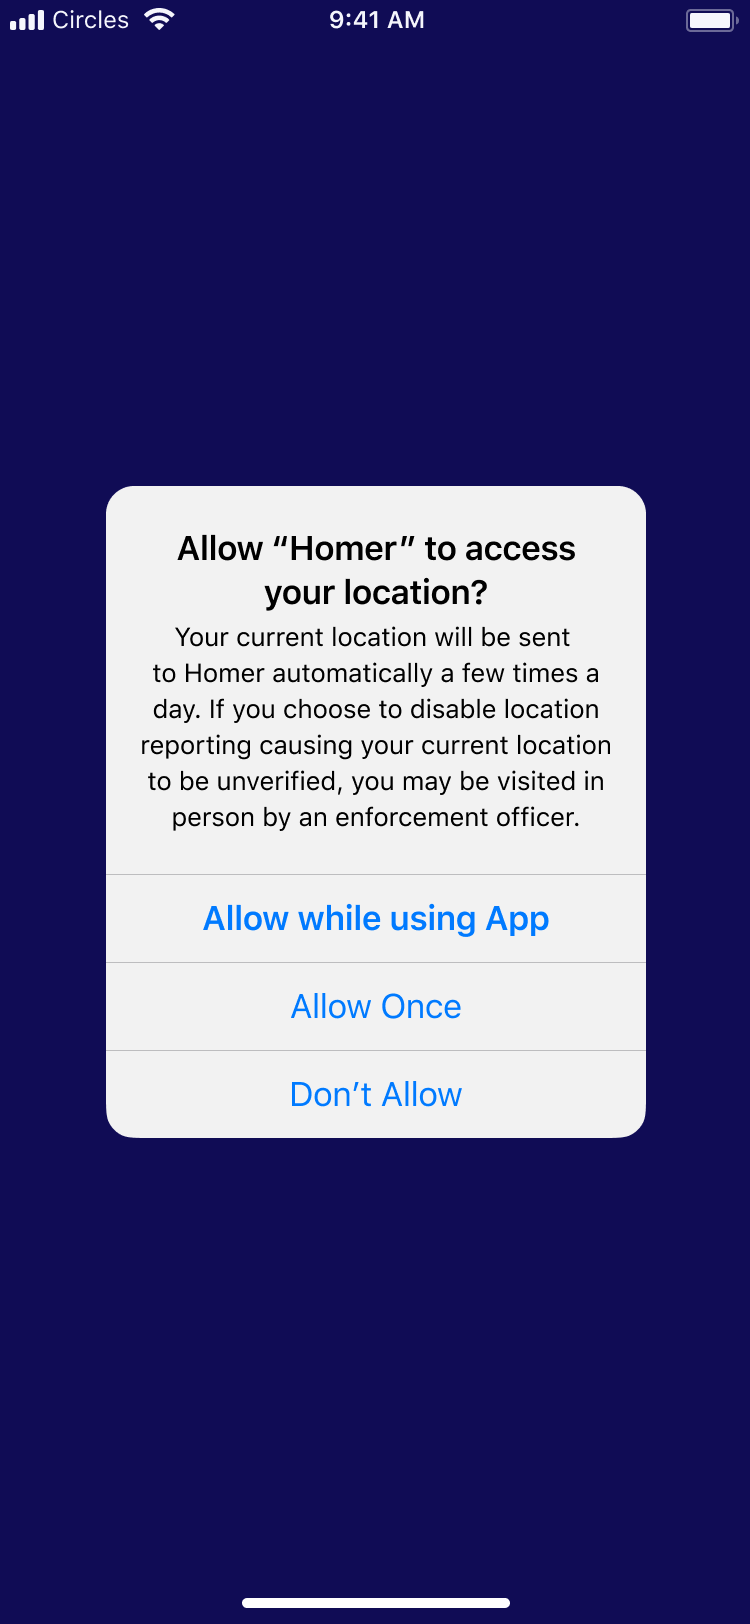 Circles
9:41 AM
Allow “Homer” to access
your location?
Your current location will be sent
to Homer automatically a few times a
day. If you choose to disable location
reporting causing your current location
to be unverified, you may be visited in
person by an enforcement officer.
Allow while using App
Allow Once
Don’t Allow